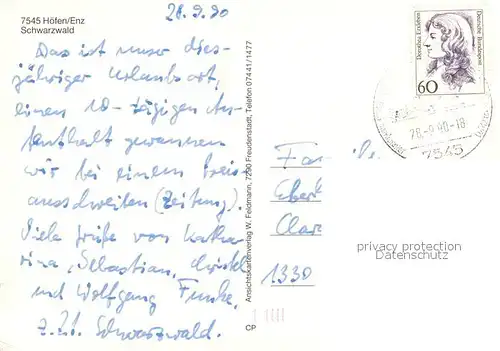 7545 Höfen/Enz
Schwarzwald
28.9.90
Das ist unser dies-
jähriger Urlaubsort,
einen 10-tägigen Au-
fenthalt gewannen
wir bei einem Preis-
ausschreiben (Zeitung).
Viele Grüße von Katha-
rina, Sebastian, Christel
und Wolfgang Funke,
z.Zt. Schwarzwald.
Ansichtskartenverlag W. Feldmann, 7290 Freudenstadt, Telefon 07441/1477
CP
Dorothea Erxleben
Deutsche Bundespost
60
28.-9.90-18
7545
Fa
Eber
Clar
1330
privacy protection
Datenschutz